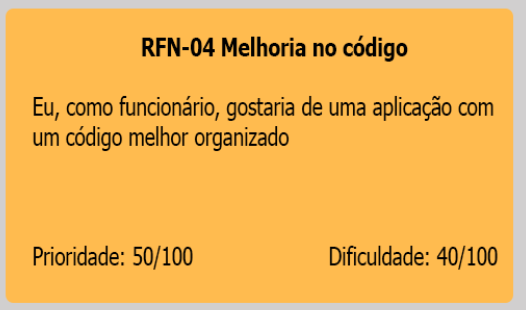 RFN-04 Melhoria no código
Eu, como funcionário, gostaria de uma aplicação com
um código melhor organizado
Prioridade: 50/100
Dificuldade: 40/100